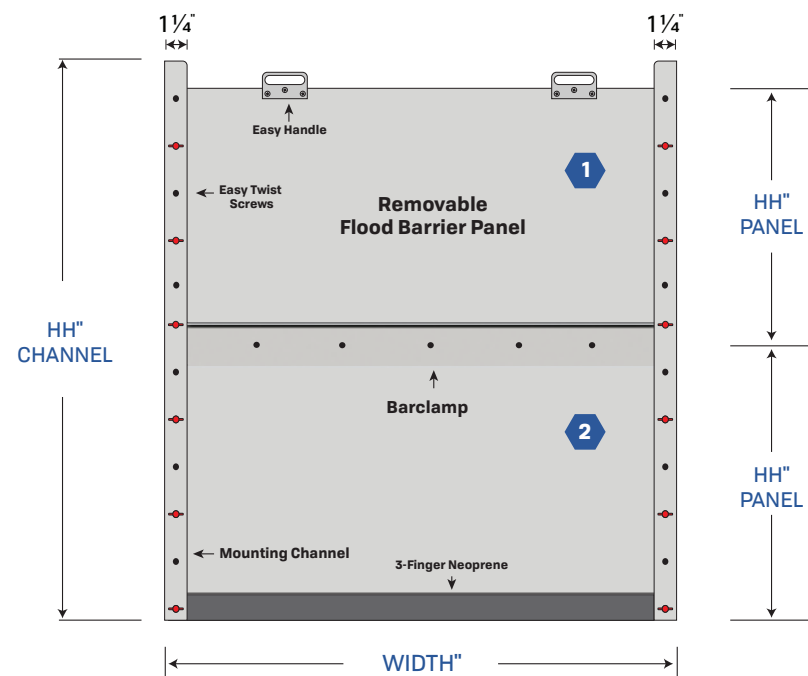 1¼"
1¼"
Easy Handle
1
Easy Twist
Screws
Removable
Flood Barrier Panel
HH"
PANEL
HH"
CHANNEL
Barclamp
2
HH"
PANEL
Mounting Channel
3-Finger Neoprene
WIDTH"